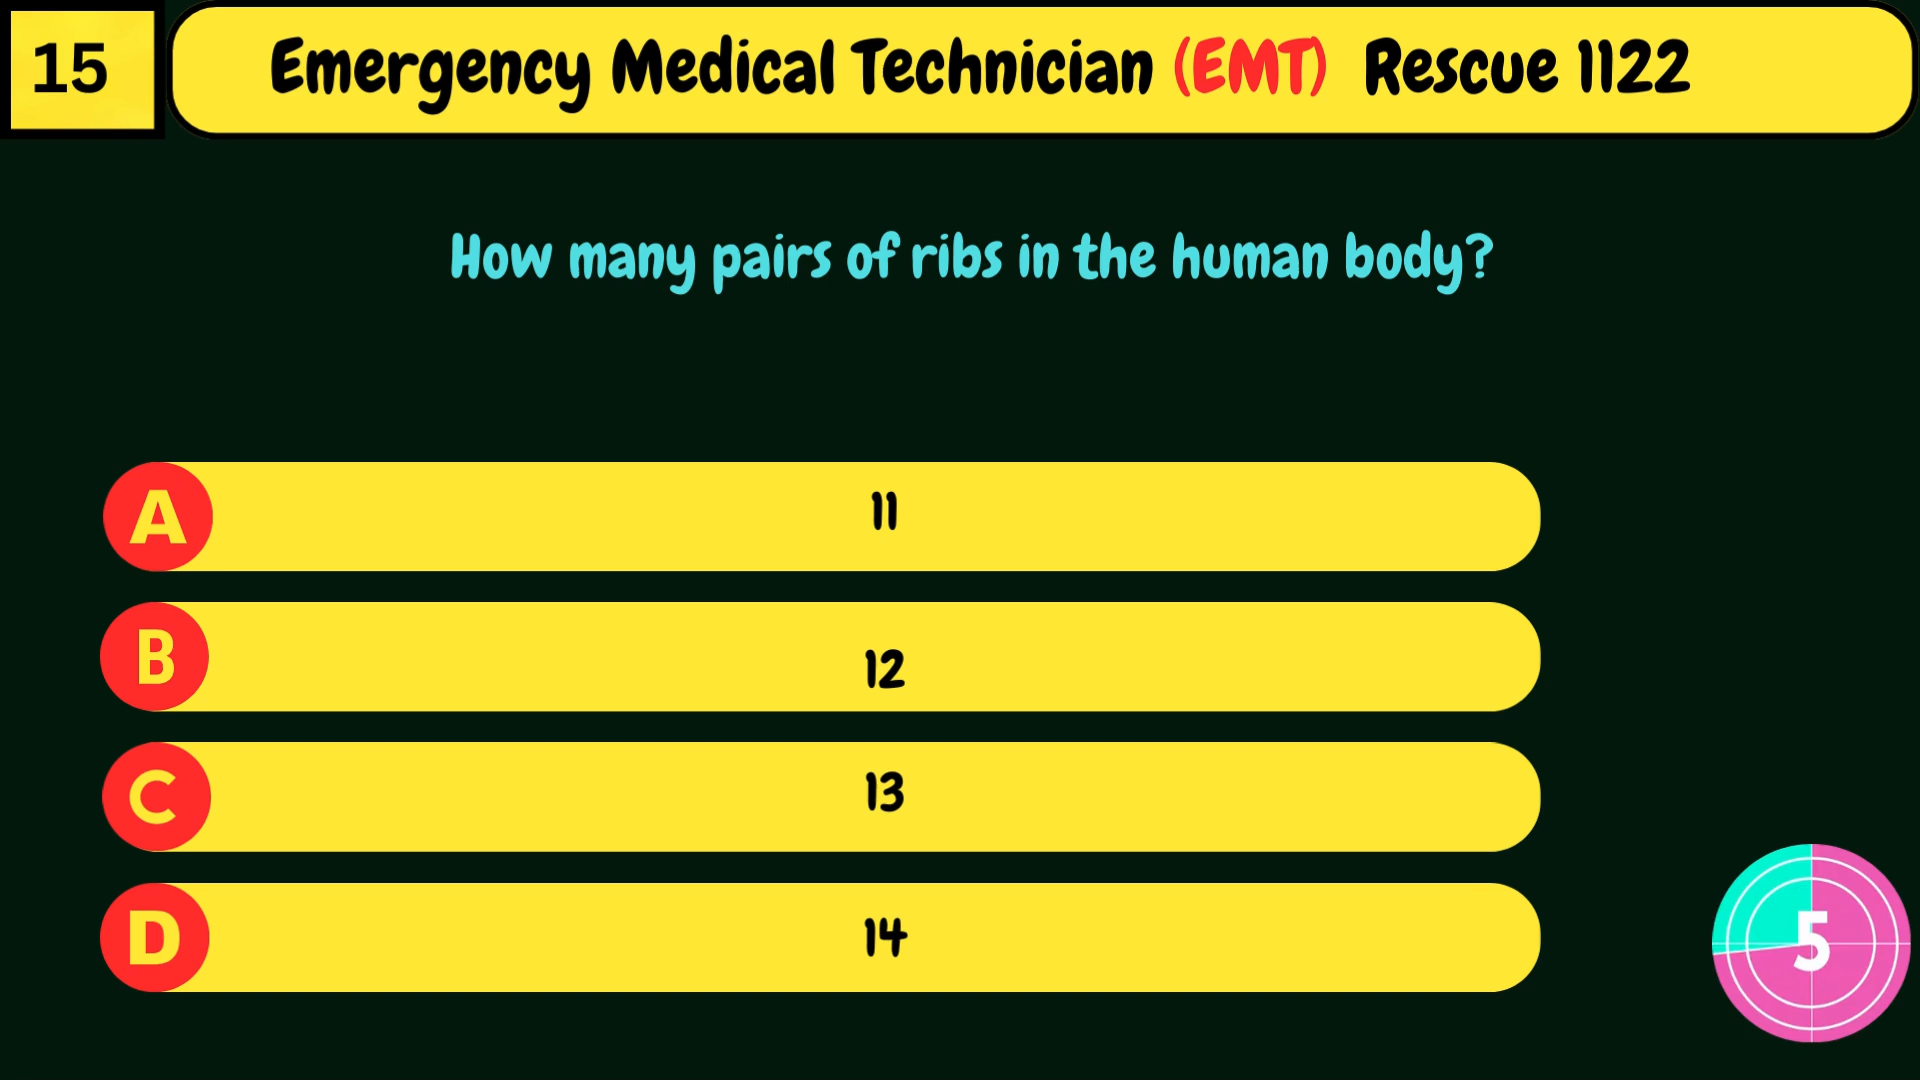 15
Emergency Medical Technician (EMT) Rescue 1122
How many pairs of ribs in the human body?
A 11
B 12
C 13
D 14
5